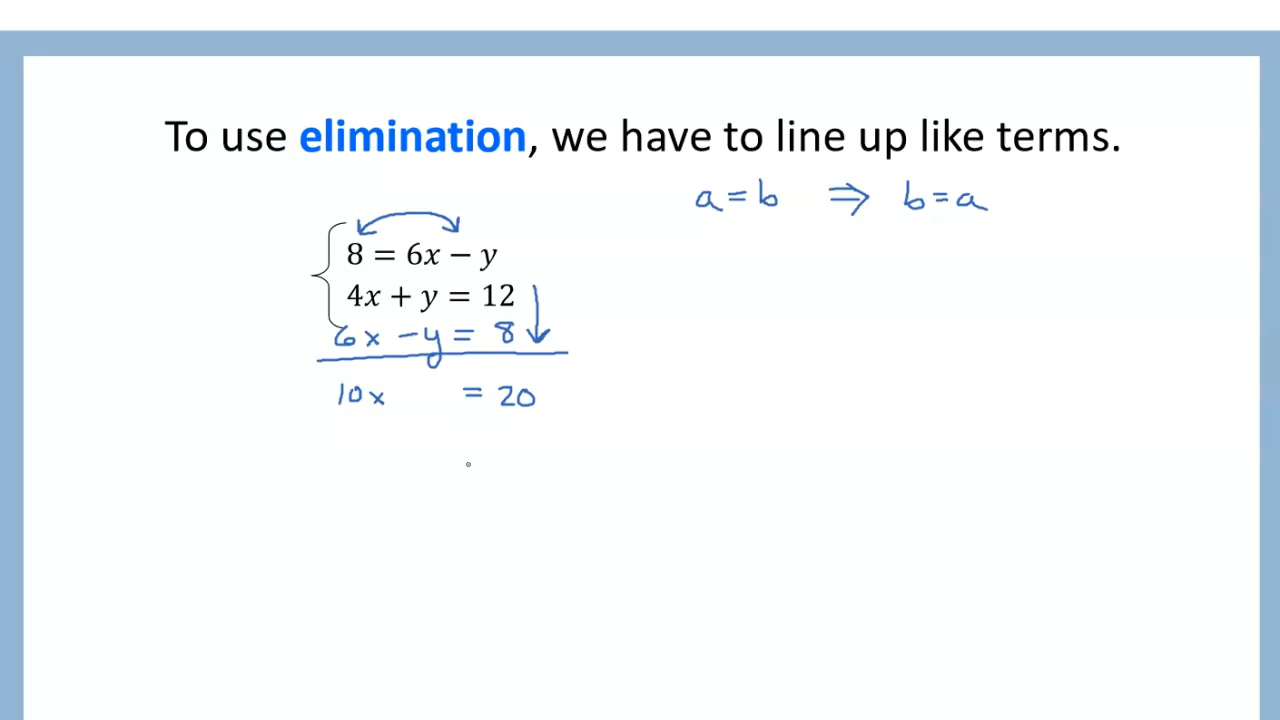 To use elimination, we have to line up like terms.
a = b ⇒ b = a
8 = 6x − y
4x + y = 12
6x − y = 8
10x = 20